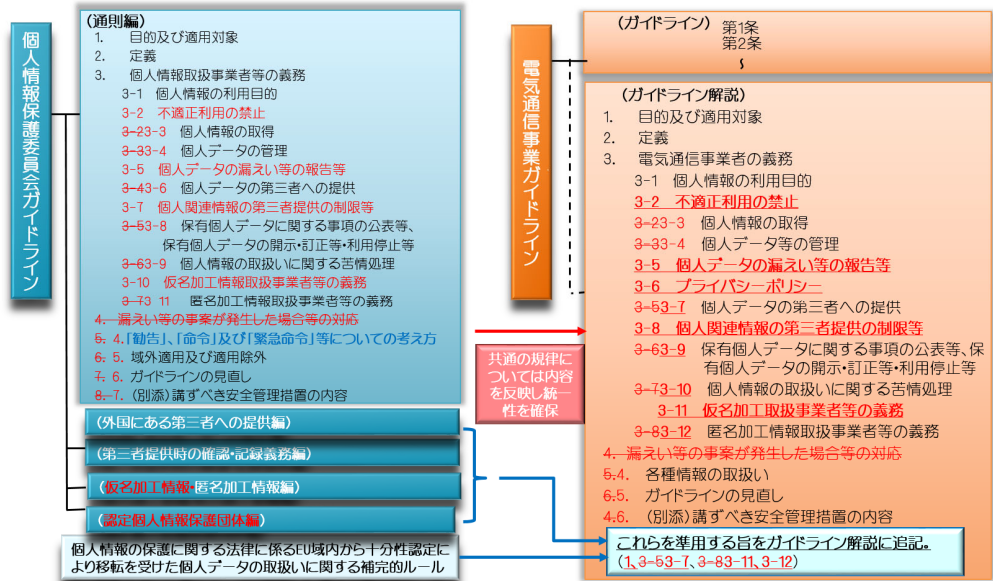 個人情報保護委員会ガイドライン
(通則編)
1. 目的及び適用対象
2. 定義
3. 個人情報取扱事業者等の義務
3-1 個人情報の利用目的
3-2 不適正利用の禁止
3-23-3 個人情報の取得
3-33-4 個人データの管理
3-5 個人データの漏えい等の報告等
3-43-6 個人データの第三者への提供
3-7 個人関連情報の第三者提供の制限等
3-53-8 保有個人データに関する事項の公表等、
保有個人データの開示・訂正等・利用停止等
3-63-9 個人情報の取扱いに関する苦情処理
3-10 仮名加工情報取扱事業者等の義務
3-73 11 匿名加工情報取扱事業者等の義務
4. 漏えい等の事案が発生した場合等の対応
5. 4.「勧告」、「命令」及び「緊急命令」等についての考え方
6. 5. 域外適用及び適用除外
7. 6. ガイドラインの見直し
8. 7. (別添)講ずべき安全管理措置の内容
(外国にある第三者への提供編)
(第三者提供時の確認・記録義務編)
(仮名加工情報・匿名加工情報編)
(認定個人情報保護団体編)
個人情報の保護に関する法律に係るEU域内から十分性認定に
より移転を受けた個人データの取扱いに関する補完的ルール
共通の規律に
ついては内容
を反映し統一
性を確保
電気通信事業ガイドライン
(ガイドライン) 第1条
第2条
~
(ガイドライン解説)
1. 目的及び適用対象
2. 定義
3. 電気通信事業者の義務
3-1 個人情報の利用目的
3-2 不適正利用の禁止
3-23-3 個人情報の取得
3-33-4 個人データ等の管理
3-5 個人データの漏えい等の報告等
3-6 プライバシーポリシー
3-53-7 個人データの第三者への提供
3-8 個人関連情報の第三者提供の制限等
3-63-9 保有個人データに関する事項の公表等、保
有個人データの開示・訂正等・利用停止等
3-73-10 個人情報の取扱いに関する苦情処理
3-11 仮名加工取扱事業者等の義務
3-83-12 匿名加工情報取扱事業者等の義務
4. 漏えい等の事案が発生した場合等の対応
5.4. 各種情報の取扱い
6.5. ガイドラインの見直し
4.6. (別添)講ずべき安全管理措置の内容
これらを準用する旨をガイドライン解説に追記。
(1、3-53-7、3-83-11、3-12)